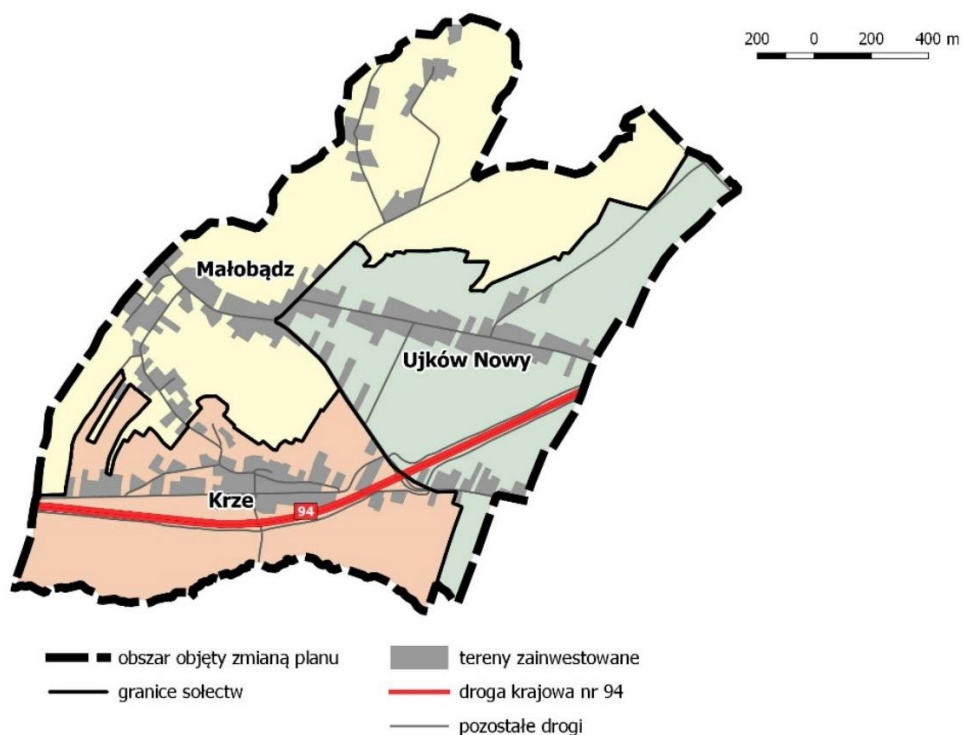 200 0 200 400 m
Małobądz
Ujków Nowy
Krze
94
obszar objęty zmianą planu
granice sołectw
tereny zainwestowane
droga krajowa nr 94
pozostałe drogi